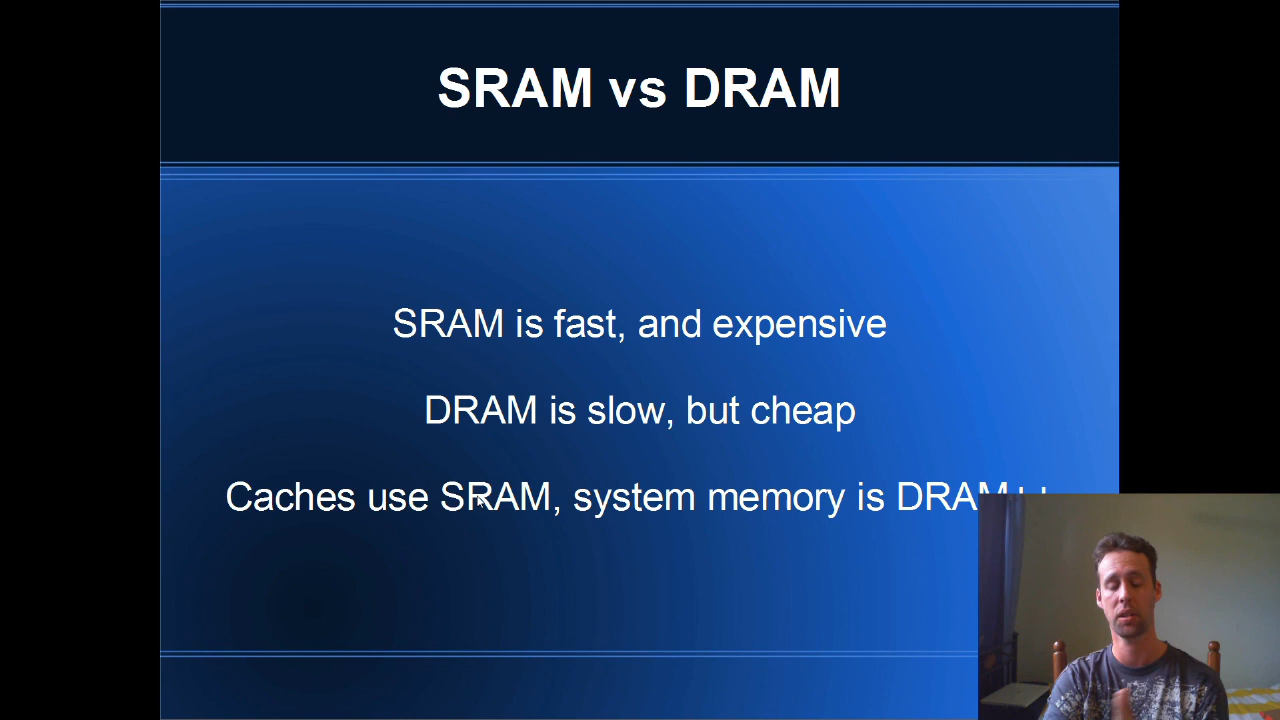 SRAM vs DRAM
SRAM is fast, and expensive
DRAM is slow, but cheap
Caches use SRAM, system memory is DRAM